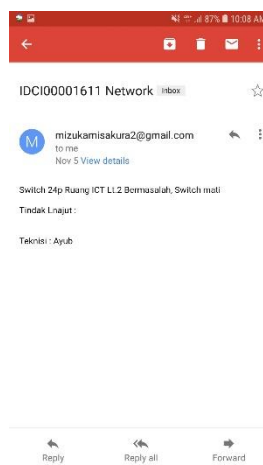 87% 10:08 AM
IDCI00001611 Network Inbox
M
mizukamisakura2@gmail.com
to me
Nov 5 View details
Switch 24p Ruang ICT Lt.2 Bermasalah, Switch mati
Tindak Lnajut :
Teknisi : Ayub
Reply Reply all Forward